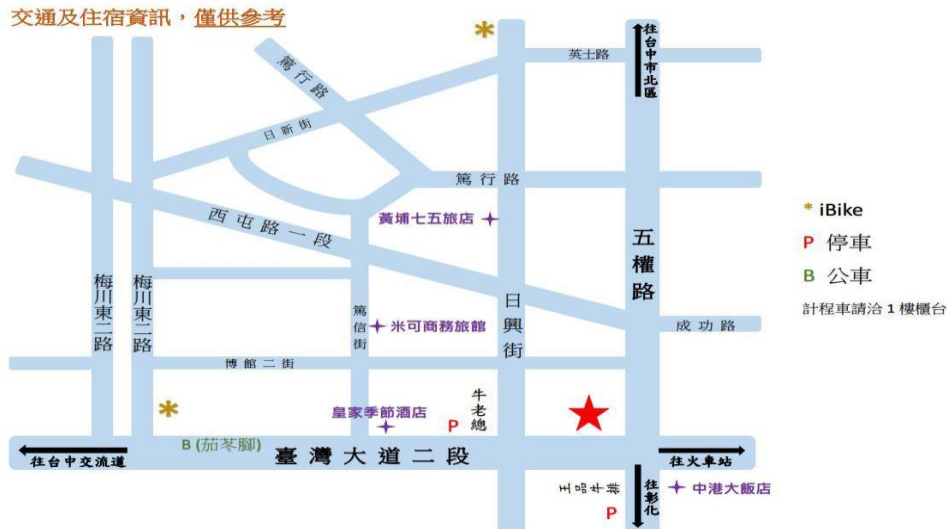 交通及住宿資訊，僅供參考
往台中市北區
英士路
篤行路
日新街
篤行路
黃埔七五旅店
西屯路一段
五權路
* iBike
P 停車
B 公車
計程車請洽 1 樓櫃台
梅川東二路
梅川東二路
篤信街
米可商務旅館
日興街
成功路
博館二街
牛老總
皇家季節酒店
P
B (茄苳腳)
臺灣大道二段
往台中交流道
往火車站
王品牛排
P
往彰化
中港大飯店